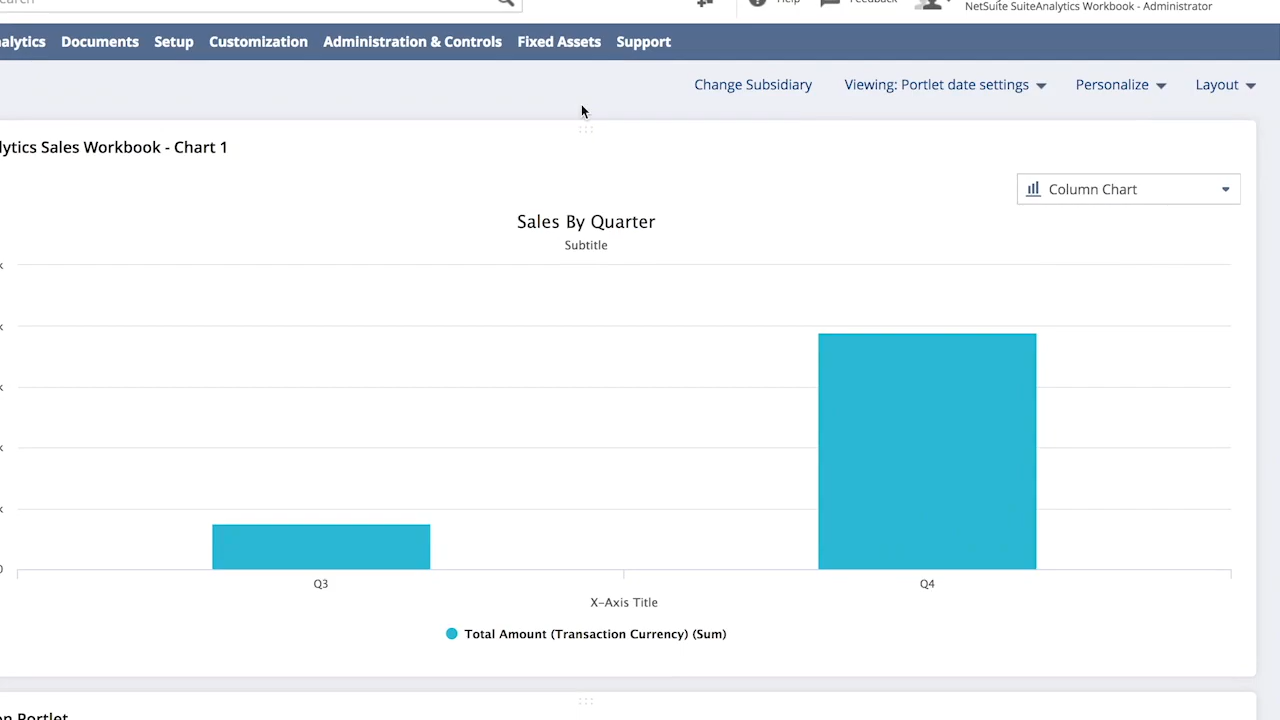 NetSuite SuiteAnalytics Workbook - Administrator
Documents Setup Customization Administration & Controls Fixed Assets Support
Change Subsidiary Viewing: Portlet date settings Personalize Layout
Sales Workbook - Chart 1
Column Chart
Sales By Quarter
Subtitle
k
k
k
k
k
0
Q3 Q4
X-Axis Title
Total Amount (Transaction Currency) (Sum)
Portlet